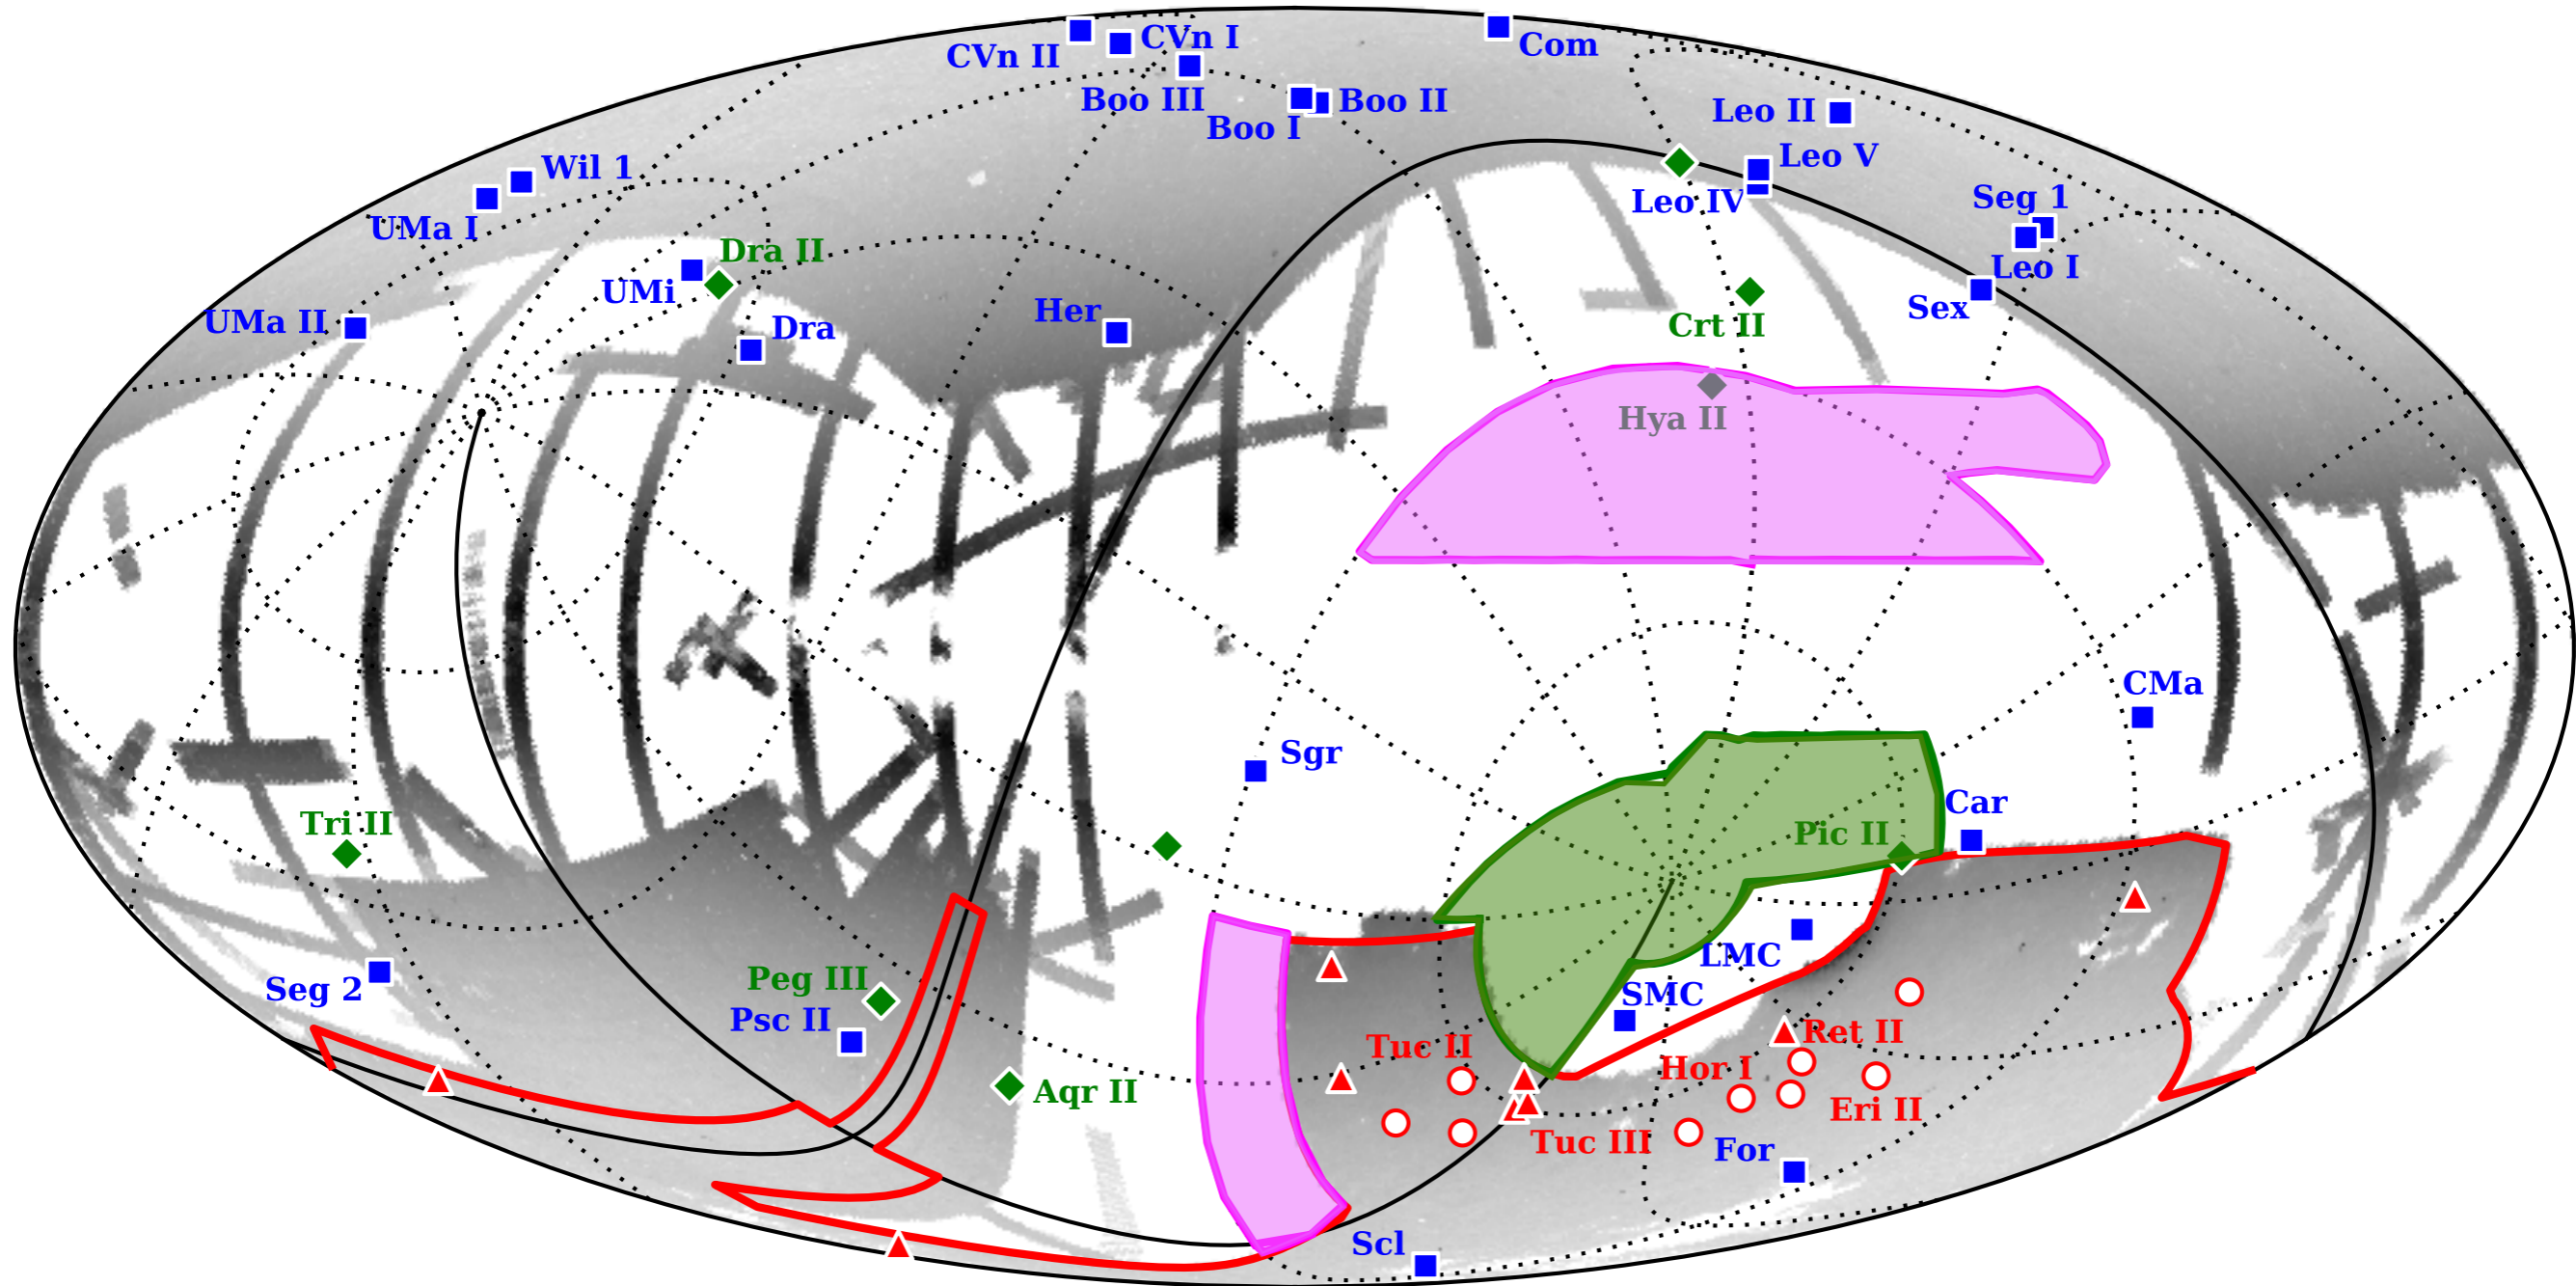 CVn II
CVn I
Com
Boo III
Boo II
Boo I
Leo II
Leo V
Wil 1
UMa I
Leo IV
Seg 1
Dra II
Leo I
UMi
Sex
UMa II
Dra
Her
Crt II
Hya II
CMa
Sgr
Car
Tri II
Pic II
LMC
Peg III
Seg 2
SMC
Psc II
Tuc II
Ret II
Hor I
Aqr II
Eri II
Tuc III
For
Scl